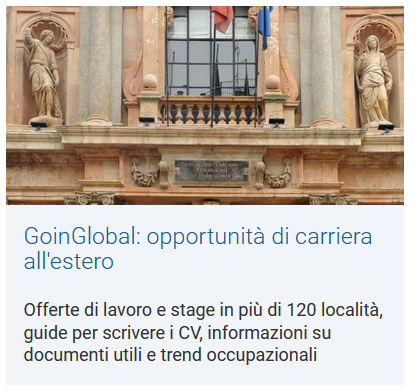 GoinGlobal: opportunità di carriera
all'estero
Offerte di lavoro e stage in più di 120 località,
guide per scrivere i CV, informazioni su
documenti utili e trend occupazionali